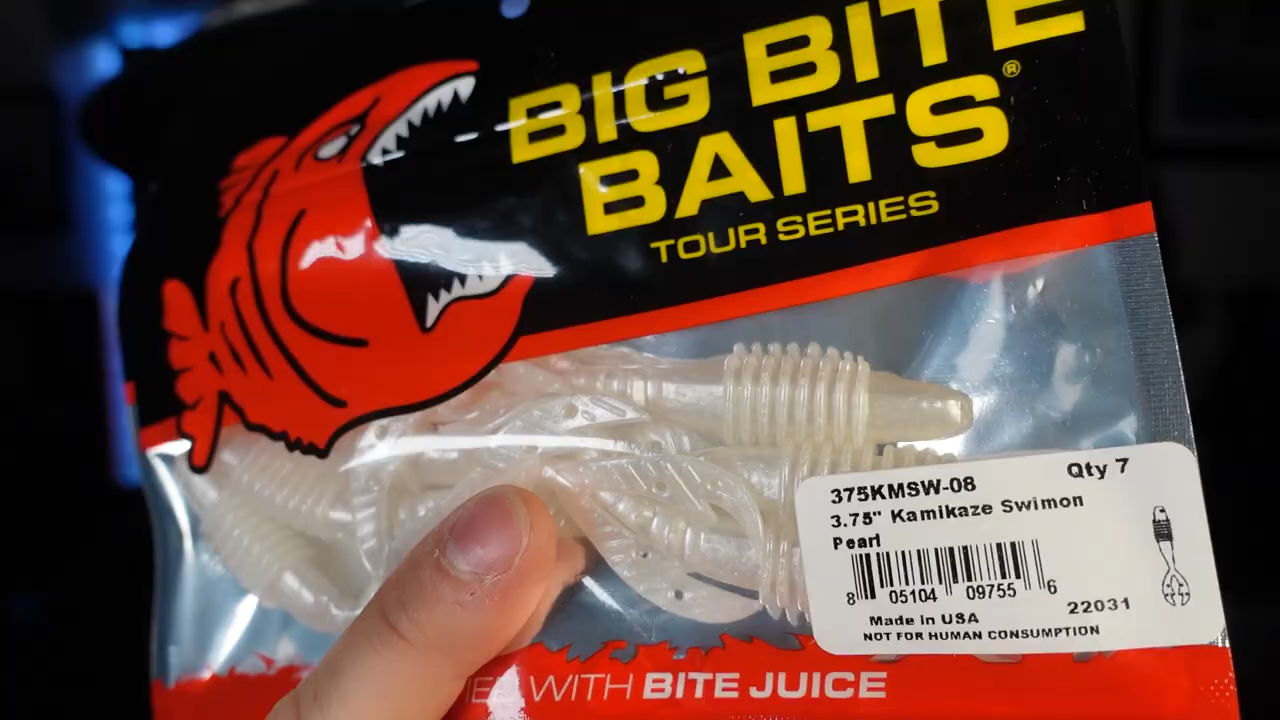 BIG BITE
BAITS®
TOUR SERIES
375KMSW-08
Qty 7
3.75" Kamikaze Swimon
Pearl
8 05104 09755 6
Made in USA
22031
NOT FOR HUMAN CONSUMPTION
WITH BITE JUICE